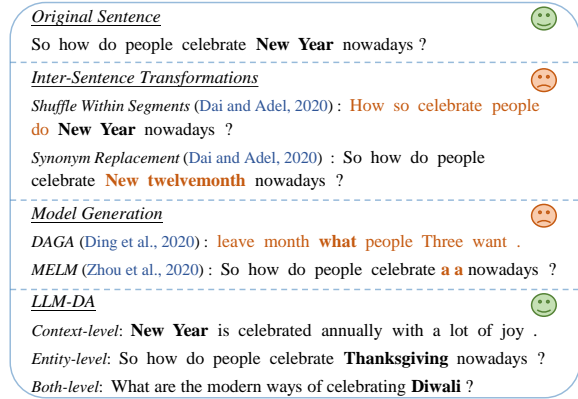 Original Sentence
So how do people celebrate New Year nowadays ?
Inter-Sentence Transformations
Shuffle Within Segments (Dai and Adel, 2020) : How so celebrate people
do New Year nowadays ?
Synonym Replacement (Dai and Adel, 2020) : So how do people
celebrate New twelvemonth nowadays ?
Model Generation
DAGA (Ding et al., 2020) : leave month what people Three want .
MELM (Zhou et al., 2020) : So how do people celebrate a a nowadays ?
LLM-DA
Context-level: New Year is celebrated annually with a lot of joy .
Entity-level: So how do people celebrate Thanksgiving nowadays ?
Both-level: What are the modern ways of celebrating Diwali ?